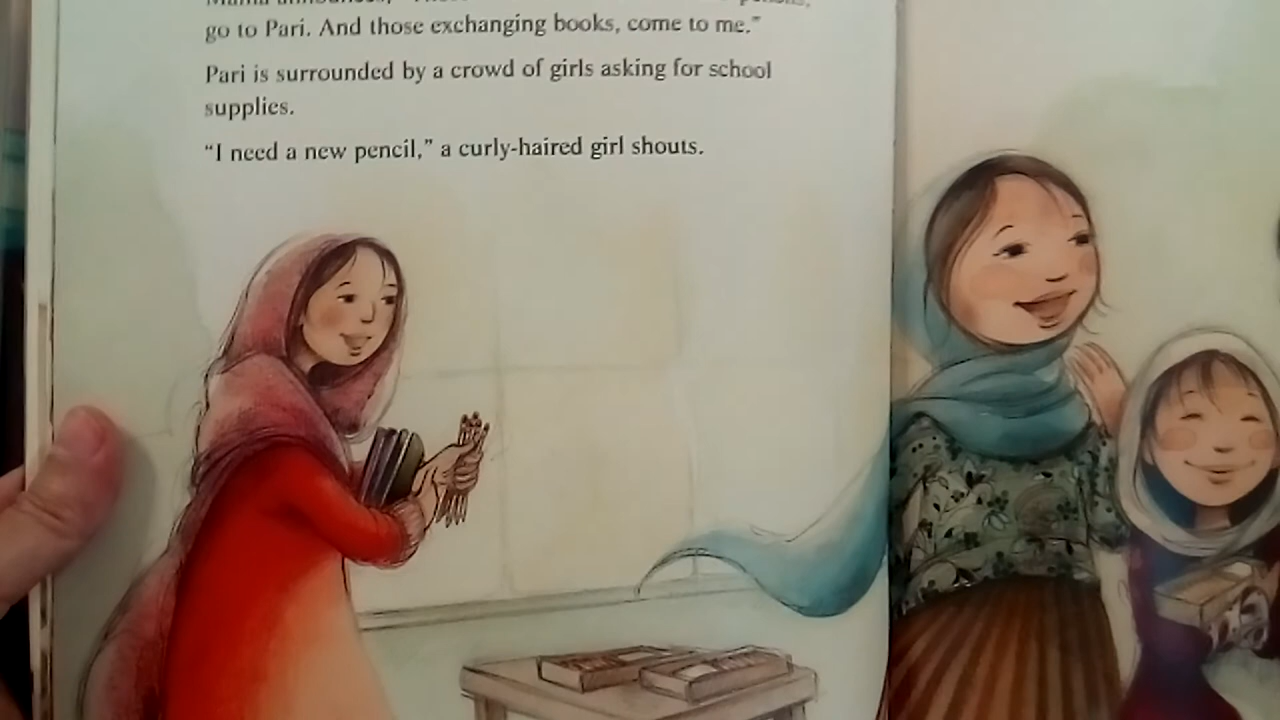 go to Pari. And those exchanging books, come to me.”
Pari is surrounded by a crowd of girls asking for school
supplies.
“I need a new pencil,” a curly-haired girl shouts.